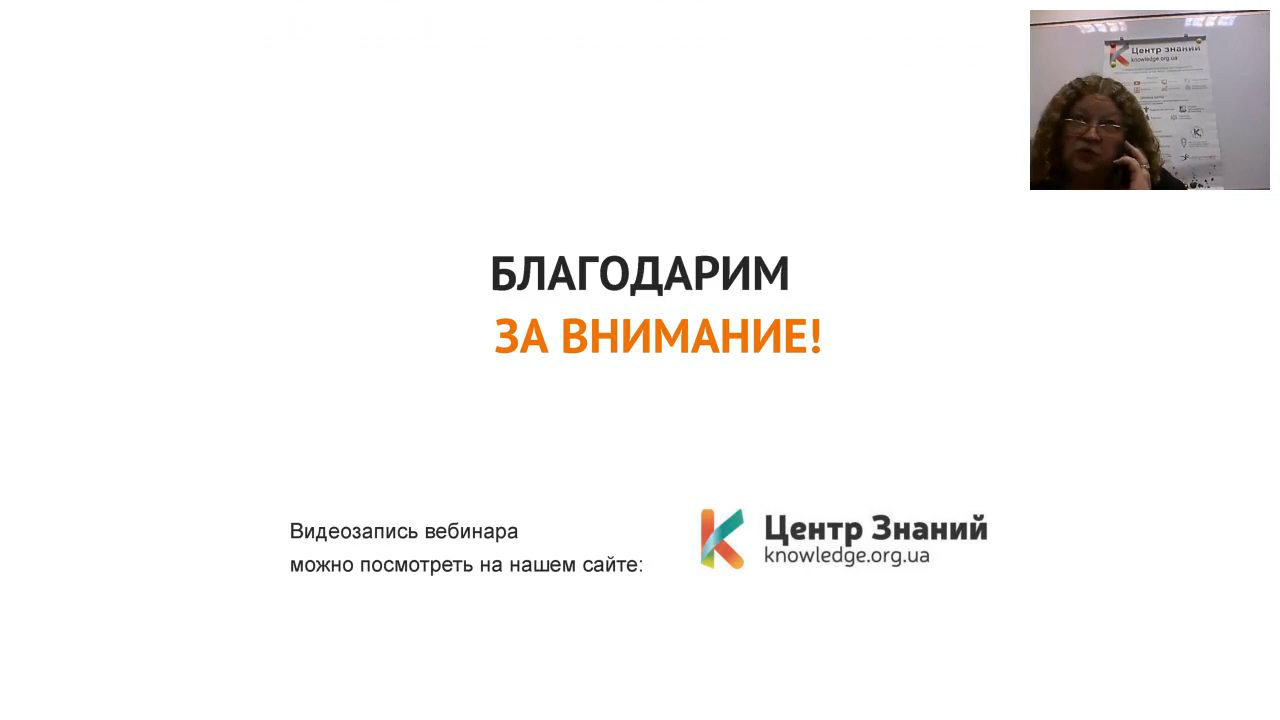 Центр знаний
knowledge.org.ua
БЛАГОДАРИМ
ЗА ВНИМАНИЕ!
Видеозапись вебинара
можно посмотреть на нашем сайте:
Центр Знаний
knowledge.org.ua